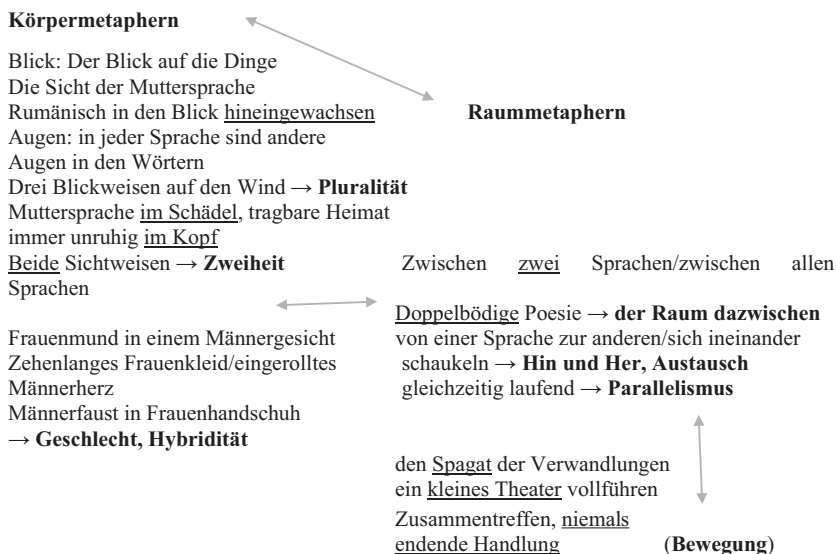 Körpermetaphern
Blick: Der Blick auf die Dinge
Die Sicht der Muttersprache
Rumänisch in den Blick hineingewachsen
Raummetaphern
Augen: in jeder Sprache sind andere
Augen in den Wörtern
Drei Blickweisen auf den Wind → Pluralität
Muttersprache im Schädel, tragbare Heimat
immer unruhig im Kopf
Beide Sichtweisen → Zweiheit
Zwischen zwei Sprachen/zwischen allen
Sprachen
Doppelbödige Poesie → der Raum dazwischen
von einer Sprache zur anderen/sich ineinander
schaukeln → Hin und Her, Austausch
gleichzeitig laufend → Parallelismus
Frauenmund in einem Männergesicht
Zehenlanges Frauenkleid/eingerolltes
Männerherz
Männerfaust in Frauenhandschuh
→ Geschlecht, Hybridität
den Spagat der Verwandlungen
ein kleines Theater vollführen
Zusammentreffen, niemals
endende Handlung (Bewegung)